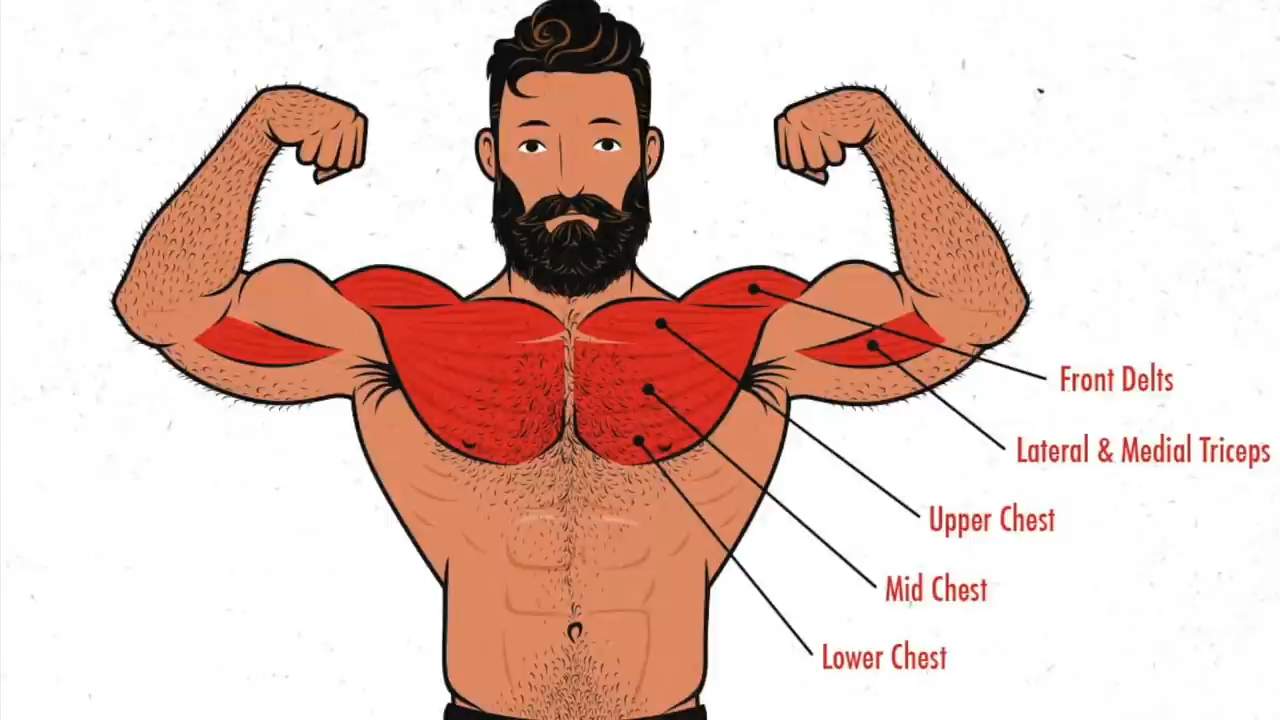 Front Delts
Lateral & Medial Triceps
Upper Chest
Mid Chest
Lower Chest